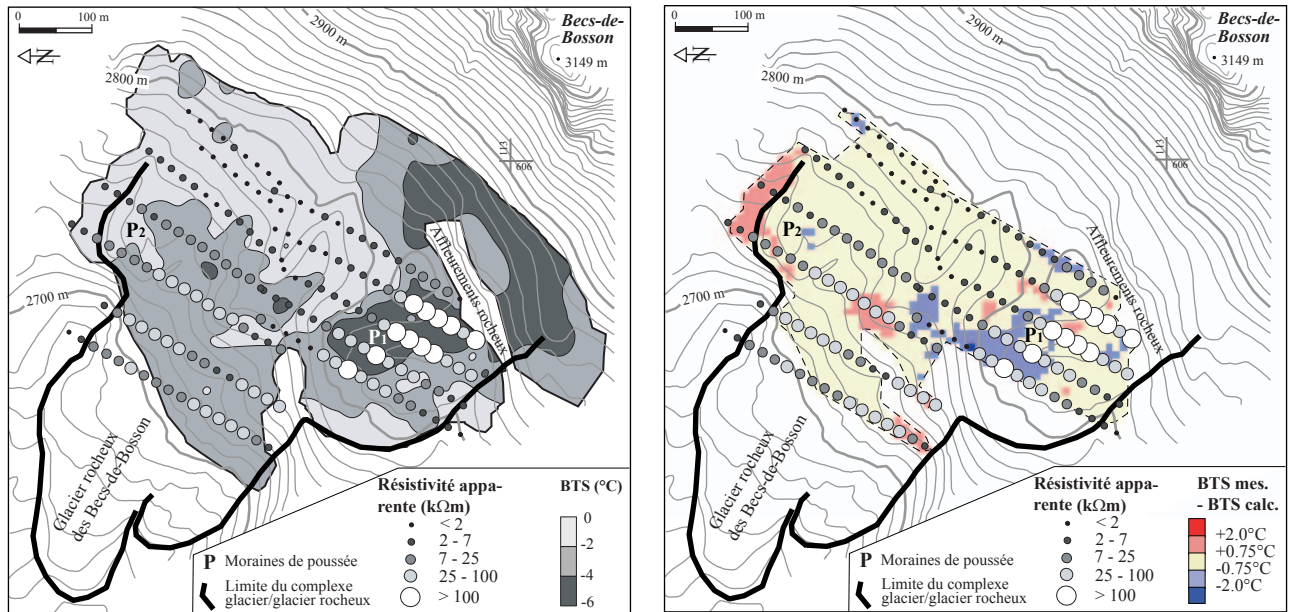 0 100 m
N
2900 m
2800 m
2700 m
Becs-de-
Bosson
3149 m
113
606
P2
P1
Affleurements rocheux
Glacier rocheux
des Becs-de-Bosson
P Moraines de poussée
Limite du complexe
glacier/glacier rocheux
Résistivité appa-
rente (kΩm)
< 2
2 - 7
7 - 25
25 - 100
> 100
BTS (°C)
0
-2
-4
-6
0 100 m
N
2900 m
2800 m
2700 m
Becs-de-
Bosson
3149 m
113
606
P2
P1
Affleurements rocheux
Glacier rocheux
des Becs-de-Bosson
P Moraines de poussée
Limite du complexe
glacier/glacier rocheux
Résistivité appa-
rente (kΩm)
< 2
2 - 7
7 - 25
25 - 100
> 100
BTS mes.
- BTS calc.
+2.0°C
+0.75°C
-0.75°C
-2.0°C